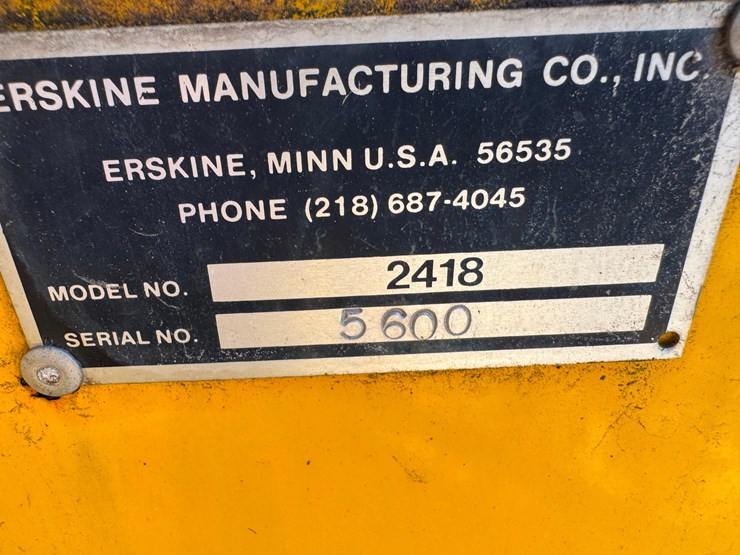 ERSKINE MANUFACTURING CO., INC.
ERSKINE, MINN U.S.A. 56535
PHONE (218) 687-4045
MODEL NO. 2418
SERIAL NO. 5600